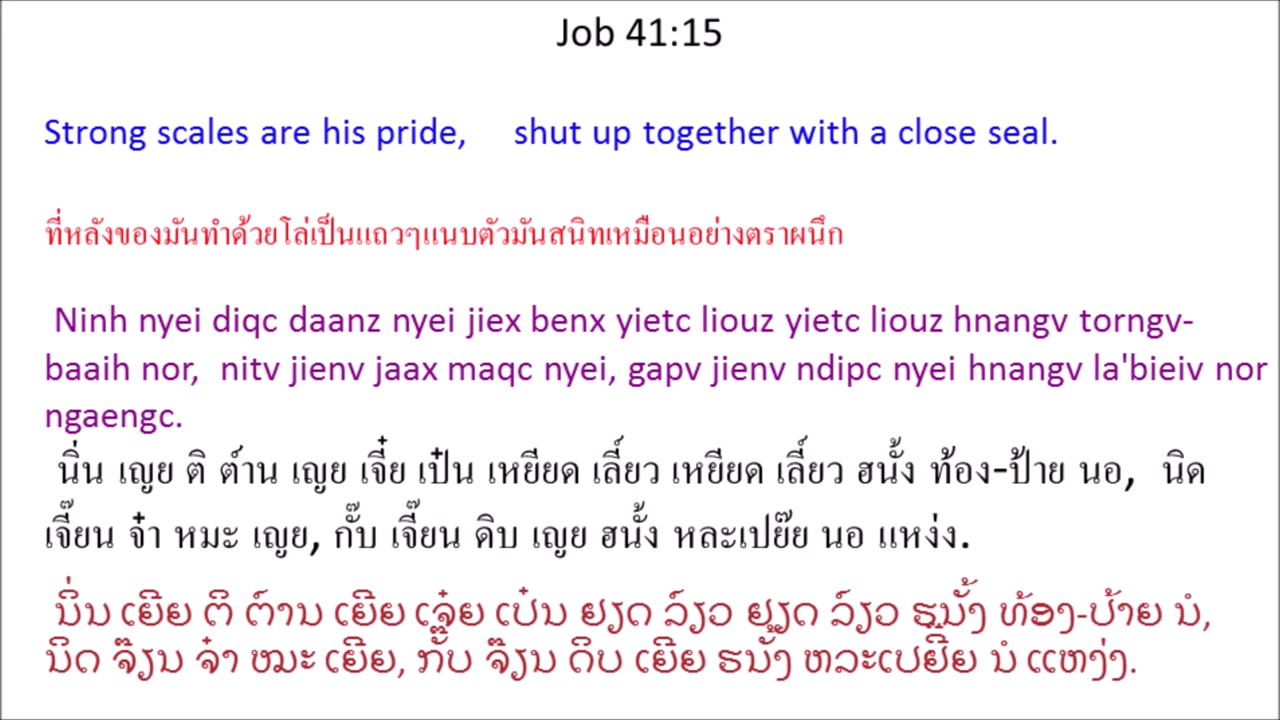 Job 41:15
Strong scales are his pride,     shut up together with a close seal.
ที่หลังของมันทำด้วยโล่เป็นแถวๆแนบตัวมันสนิทเหมือนอย่างตราผนึก
Ninh nyei diqc daanz nyei jiex benx yietc liouz yietc liouz hnangv torngv-
baaih nor,  nitv jienv jaax maqc nyei, gapv jienv ndipc nyei hnangv la'bieiv nor
ngaengc.
นิ่น เญย ติ ต์าน เญย เจี๋ย เป๋น เหยียด เลี์ยว เหยียด เลี์ยว ฮนั้ง ท้อง-ป้าย นอ,  นิด
เจี๊ยน จ๋า หมะ เญย, กั๊บ เจี๊ยน ดิบ เญย ฮนั้ง หละเปย๊ย นอ แหง่ง.
ນິ່ນ ເຍີຍ ຕິ ຕ໌ານ ເຍີຍ ເຈຼ໋ຍ ເປ໋ນ ຢຽດ ລ໌ຽວ ຢຽດ ລ໌ຽວ ຮນັ້ງ ທ້ອງ-ປ້າຍ ນໍ,
ນິດ ຈ໊ຽນ ຈ໋າ ໝະ ເຍີຍ, ກັ໊ບ ຈ໊ຽນ ດິບ ເຍີຍ ຮນັ້ງ ຫລະເປຢີ໊ຍ ນໍ ແຫງ່ງ.